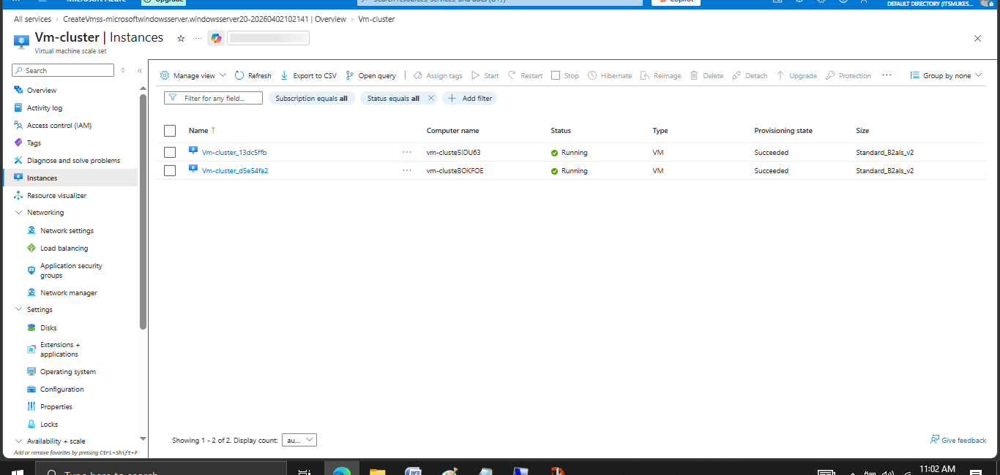 Microsoft Azure
Upgrade
Search resources, services, and docs (G+/)
Copilot
DEFAULT DIRECTORY (ITSMUKES...
All services > CreateVmss-microsoftwindowsserver.windowsserver20-20260402102141 | Overview > Vm-cluster
Vm-cluster | Instances
Virtual machine scale set
Search
Overview
Activity log
Access control (IAM)
Tags
Diagnose and solve problems
Instances
Resource visualizer
Networking
Network settings
Load balancing
Application security
groups
Network manager
Settings
Disks
Extensions +
applications
Operating system
Configuration
Properties
Locks
Availability + scale
Add or remove favorites by pressing Ctrl+Shift+F
Manage view Refresh Export to CSV Open query Assign tags Start Restart Stop Hibernate Reimage Delete Detach Upgrade Protection ... Group by none
Filter for any field... Subscription equals all Status equals all Add filter
Name ↑ Computer name Status Type Provisioning state Size
Vm-cluster_13dc5ffb ... vm-cluste5IDU63 Running VM Succeeded Standard_B2als_v2
Vm-cluster_d5e54fa2 ... vm-clusteBOKFOE Running VM Succeeded Standard_B2als_v2
Showing 1 - 2 of 2. Display count: au...
Give feedback
Type here to search
11:02 AM